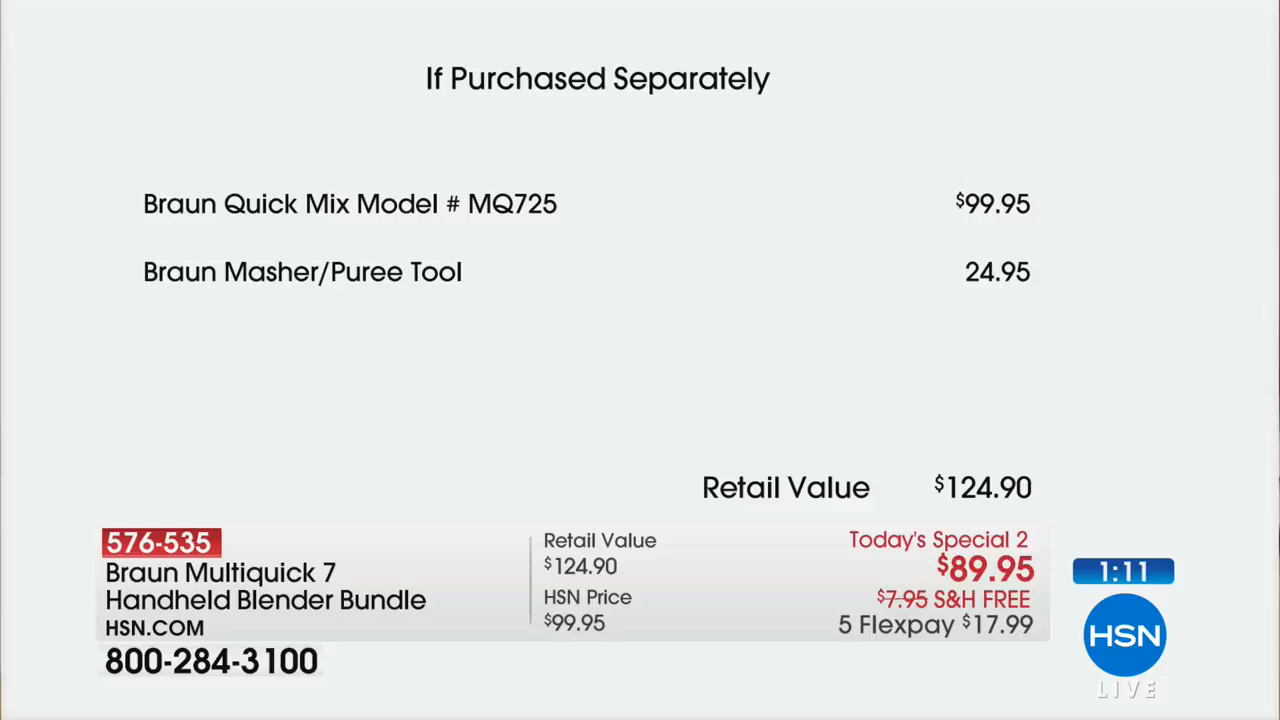 If Purchased Separately
Braun Quick Mix Model # MQ725 $99.95
Braun Masher/Puree Tool 24.95
Retail Value $124.90
576-535
Braun Multiquick 7
Handheld Blender Bundle
HSN.COM
800-284-3100
Retail Value
$124.90
HSN Price
$99.95
Today's Special 2
$89.95
$7.95 S&H FREE
5 Flexpay $17.99
1:11
HSN
LIVE